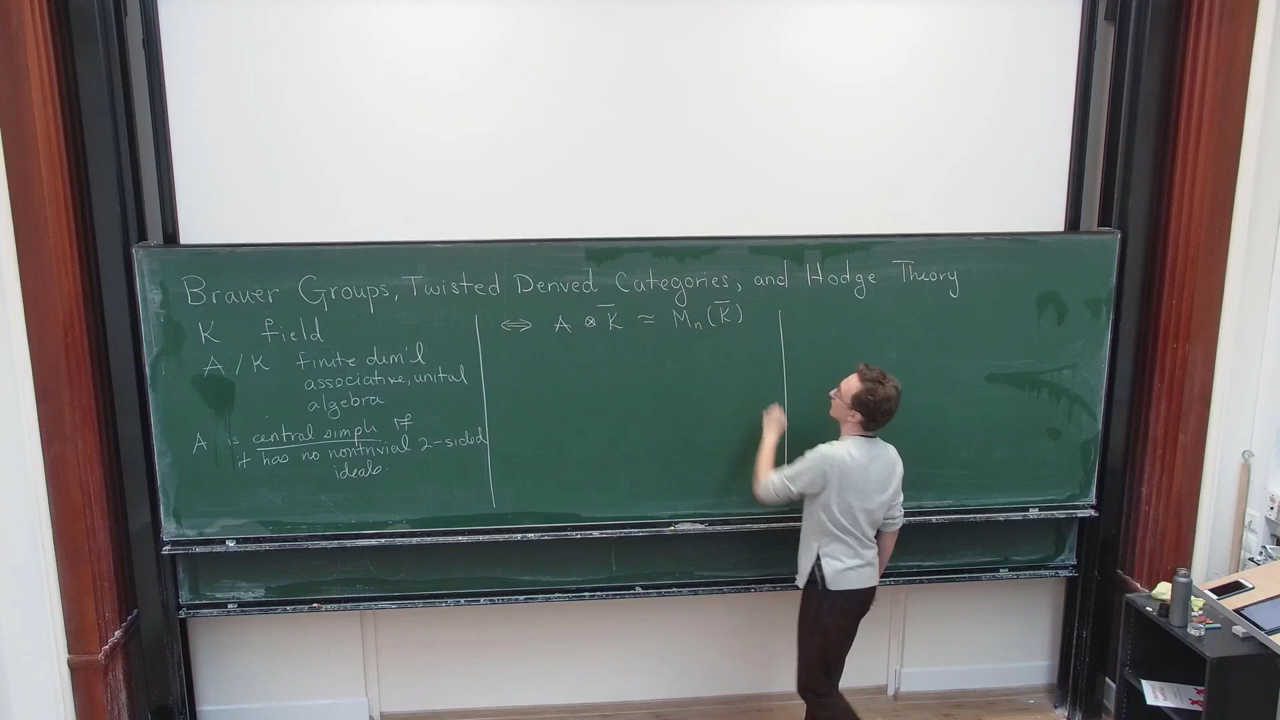 Brauer Groups, Twisted Derived Categories, and Hodge Theory
K field
A / K finite dim'l
associative, unital
algebra
A is central simple if
it has no nontrivial 2-sided
ideals.
⟺ A ⊗ K̅ ≃ Mₙ(K̅)